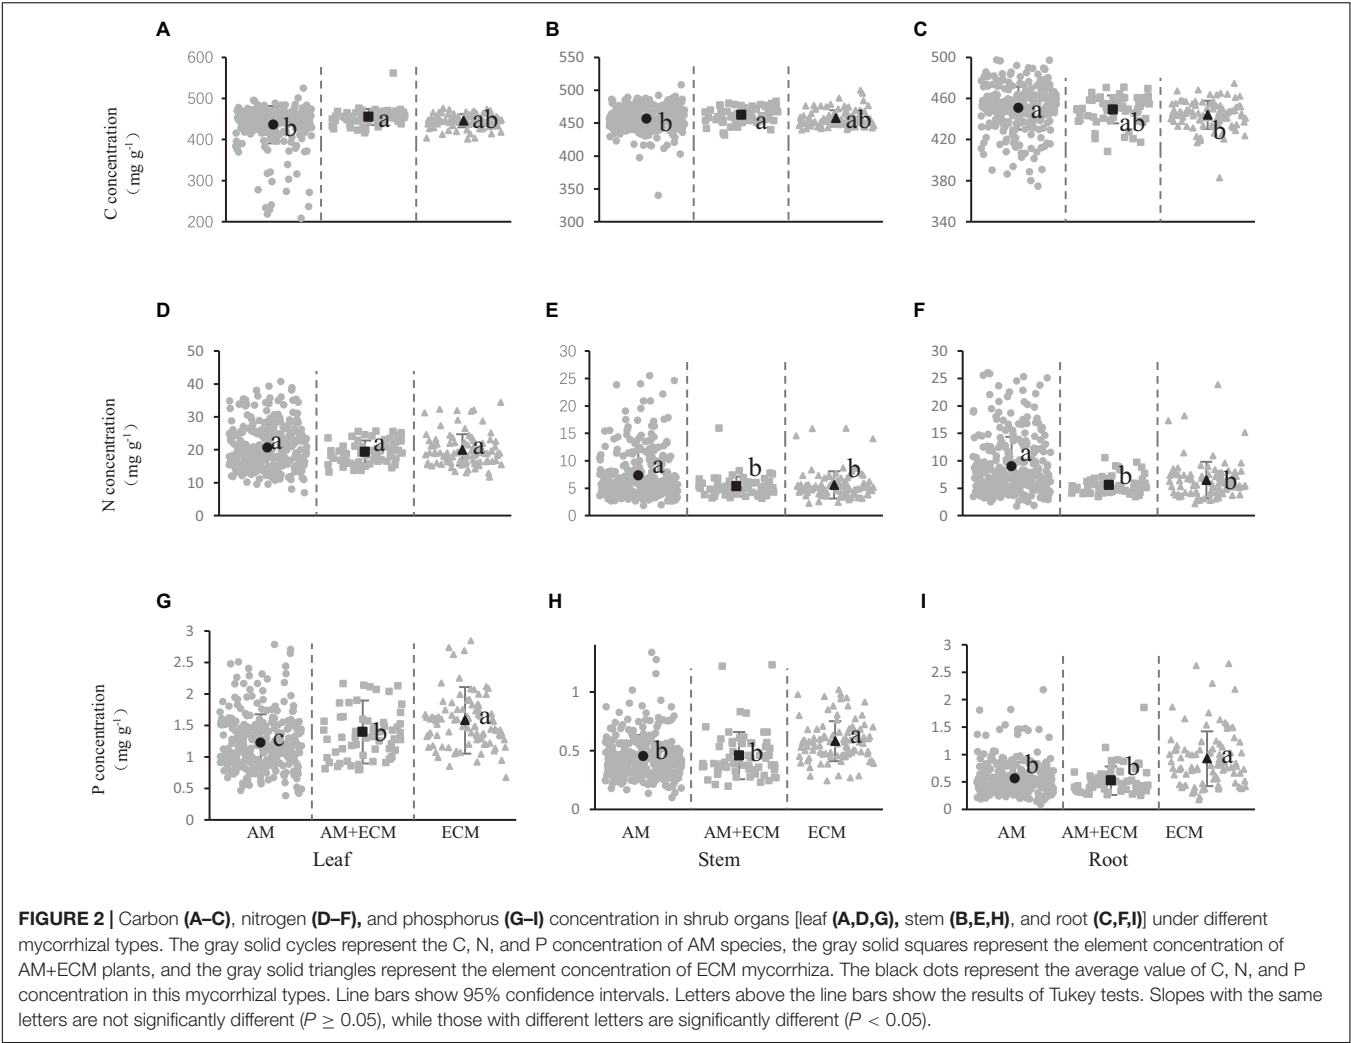 A
B
C
C concentration
(mg g-1)
600
500
400
300
200
b
a
ab
550
500
450
400
350
300
b
a
ab
500
460
420
380
340
a
ab
b
D
E
F
N concentration
(mg g-1)
50
40
30
20
10
0
a
a
a
30
25
20
15
10
5
0
a
b
b
30
25
20
15
10
5
0
a
b
b
G
H
I
P concentration
(mg g-1)
3
2.5
2
1.5
1
0.5
0
c
b
a
1
0.5
0
b
b
a
3
2.5
2
1.5
1
0.5
0
b
b
a
AM AM+ECM ECM
AM AM+ECM ECM
AM AM+ECM ECM
Leaf
Stem
Root
FIGURE 2 | Carbon (A–C), nitrogen (D–F), and phosphorus (G–I) concentration in shrub organs [leaf (A,D,G), stem (B,E,H), and root (C,F,I)] under different
mycorrhizal types. The gray solid cycles represent the C, N, and P concentration of AM species, the gray solid squares represent the element concentration of
AM+ECM plants, and the gray solid triangles represent the element concentration of ECM mycorrhiza. The black dots represent the average value of C, N, and P
concentration in this mycorrhizal types. Line bars show 95% confidence intervals. Letters above the line bars show the results of Tukey tests. Slopes with the same
letters are not significantly different (P ≥ 0.05), while those with different letters are significantly different (P < 0.05).